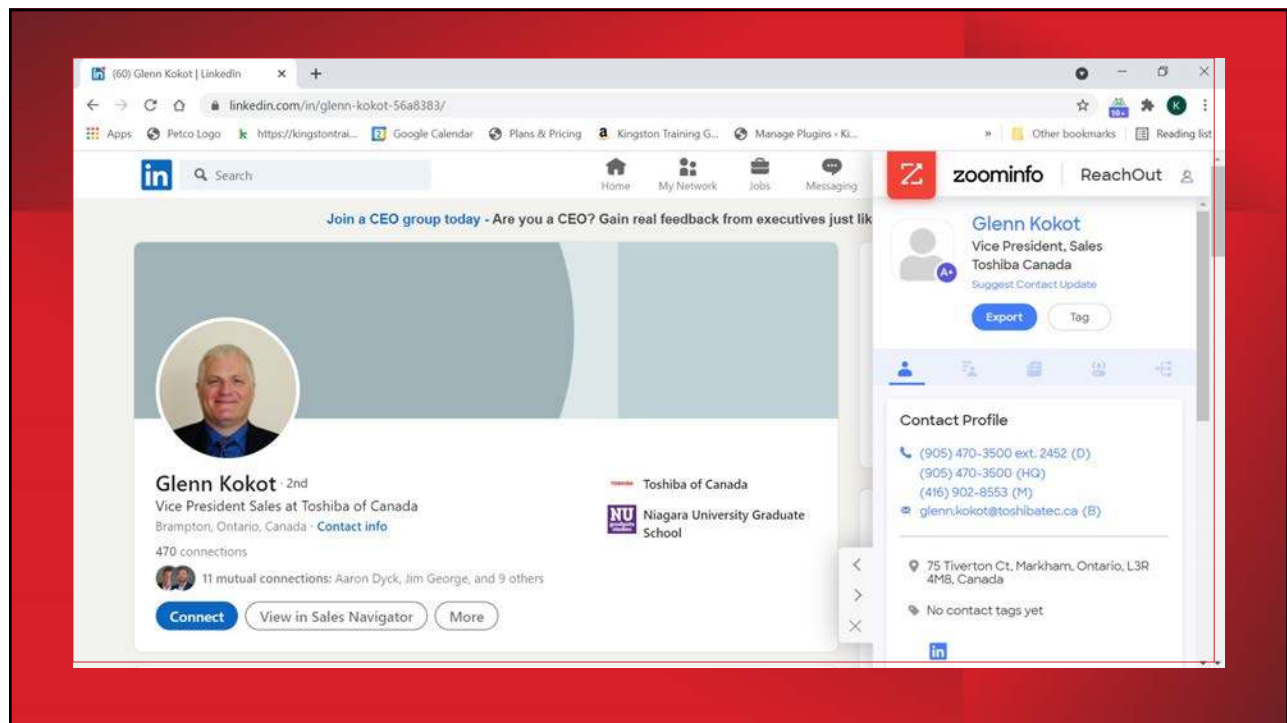 (60) Glenn Kokot | LinkedIn
linkedin.com/in/glenn-kokot-56a8383/
Apps Petco Logo https://kingstontrai... Google Calendar Plans & Pricing Kingston Training G... Manage Plugins ‹ Ki... » Other bookmarks Reading list
in Search Home My Network Jobs Messaging
Join a CEO group today - Are you a CEO? Gain real feedback from executives just lik
Glenn Kokot · 2nd
Vice President Sales at Toshiba of Canada
Brampton, Ontario, Canada · Contact info
470 connections
11 mutual connections: Aaron Dyck, Jim George, and 9 others
Connect View in Sales Navigator More
TOSHIBA Toshiba of Canada
NU Niagara University Graduate
School
zoominfo ReachOut
Glenn Kokot
Vice President, Sales
Toshiba Canada
A+
Suggest Contact Update
Export Tag
Contact Profile
(905) 470-3500 ext. 2452 (D)
(905) 470-3500 (HQ)
(416) 902-8553 (M)
glenn.kokot@toshibatec.ca (B)
75 Tiverton Ct, Markham, Ontario, L3R
4M8, Canada
No contact tags yet
in